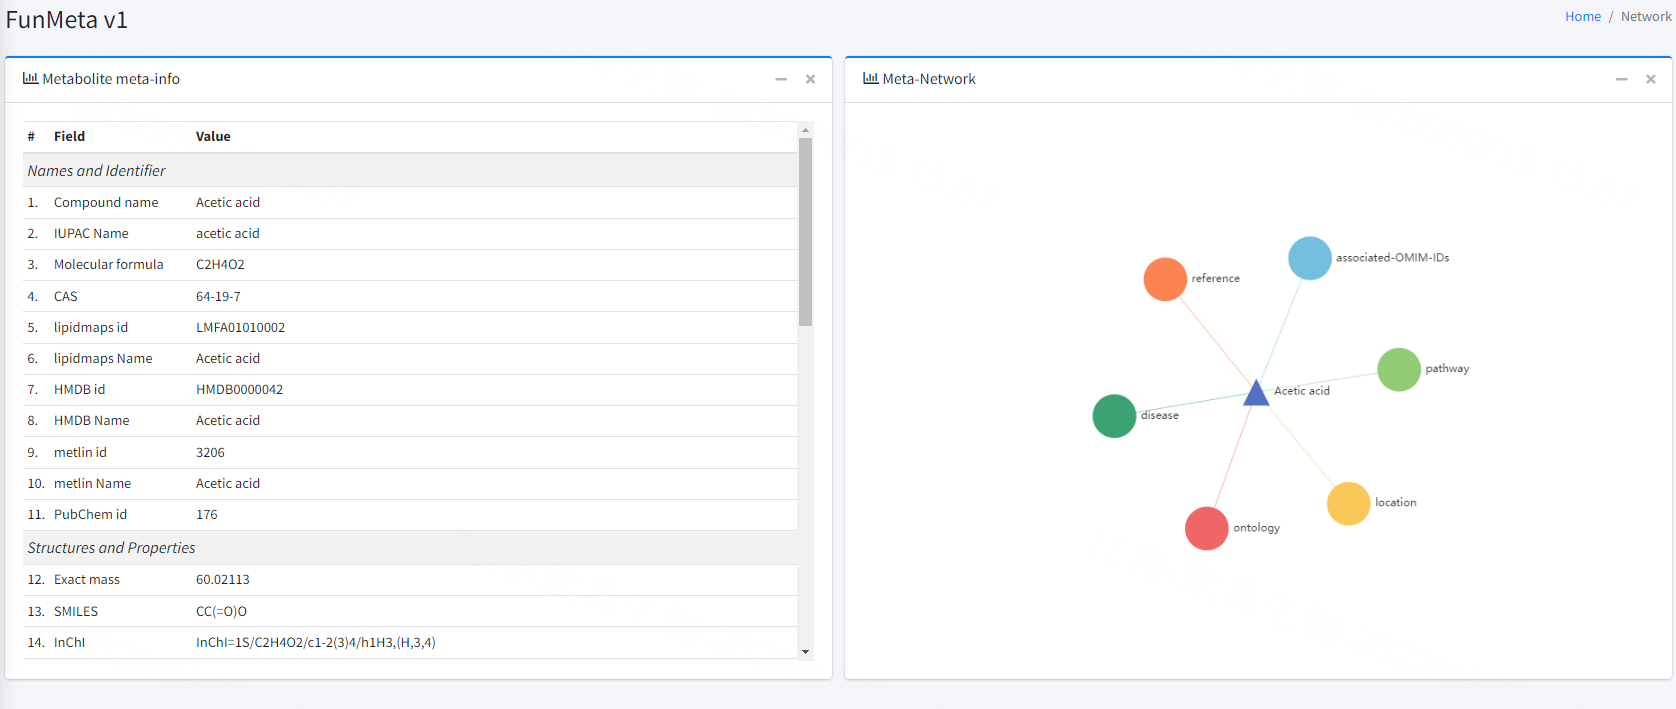 FunMeta v1
Home / Network
Metabolite meta-info
# Field Value
Names and Identifier
1. Compound name Acetic acid
2. IUPAC Name acetic acid
3. Molecular formula C2H4O2
4. CAS 64-19-7
5. lipidmaps id LMFA01010002
6. lipidmaps Name Acetic acid
7. HMDB id HMDB0000042
8. HMDB Name Acetic acid
9. metlin id 3206
10. metlin Name Acetic acid
11. PubChem id 176
Structures and Properties
12. Exact mass 60.02113
13. SMILES CC(=O)O
14. InChI InChI=1S/C2H4O2/c1-2(3)4/h1H3,(H,3,4)
Meta-Network
associated-OMIM-IDs
reference
pathway
Acetic acid
disease
location
ontology